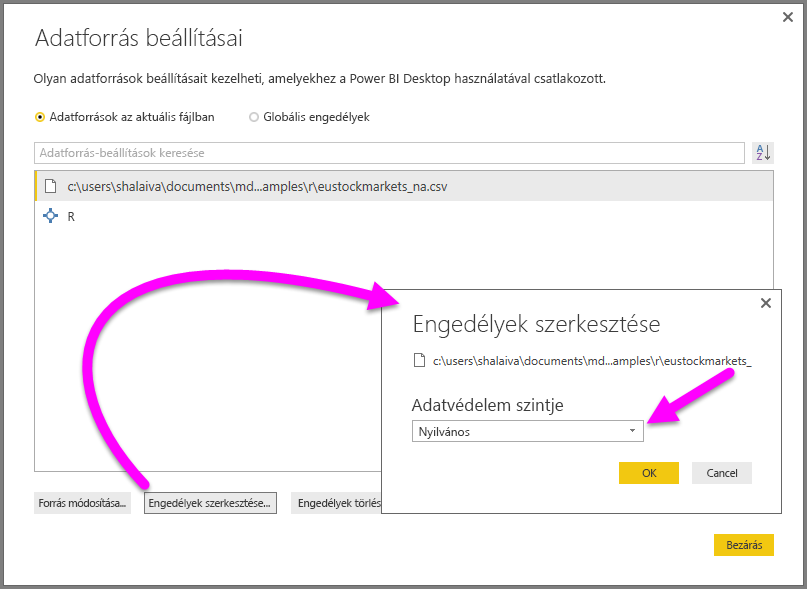 Adatforrás beállításai
Olyan adatforrások beállításait kezelheti, amelyekhez a Power BI Desktop használatával csatlakozott.
Adatforrások az aktuális fájlban
Globális engedélyek
Adatforrás-beállítások keresése
A
Z
c:\users\shalaiva\documents\md...amples\r\eustockmarkets_na.csv
R
Engedélyek szerkesztése
c:\users\shalaiva\documents\md...amples\r\eustockmarkets_
Adatvédelem szintje
Nyilvános
OK
Cancel
Forrás módosítása...
Engedélyek szerkesztése...
Engedélyek törlés
Bezárás